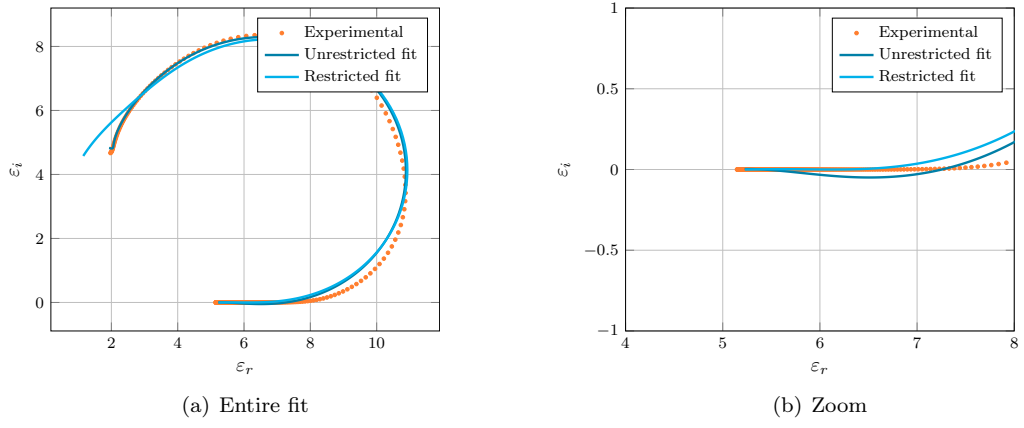 Experimental
Unrestricted fit
Restricted fit
8
6
4
2
0
2 4 6 8 10
εᵢ
εᵣ
(a) Entire fit
Experimental
Unrestricted fit
Restricted fit
1
0.5
0
−0.5
−1
4 5 6 7 8
εᵢ
εᵣ
(b) Zoom